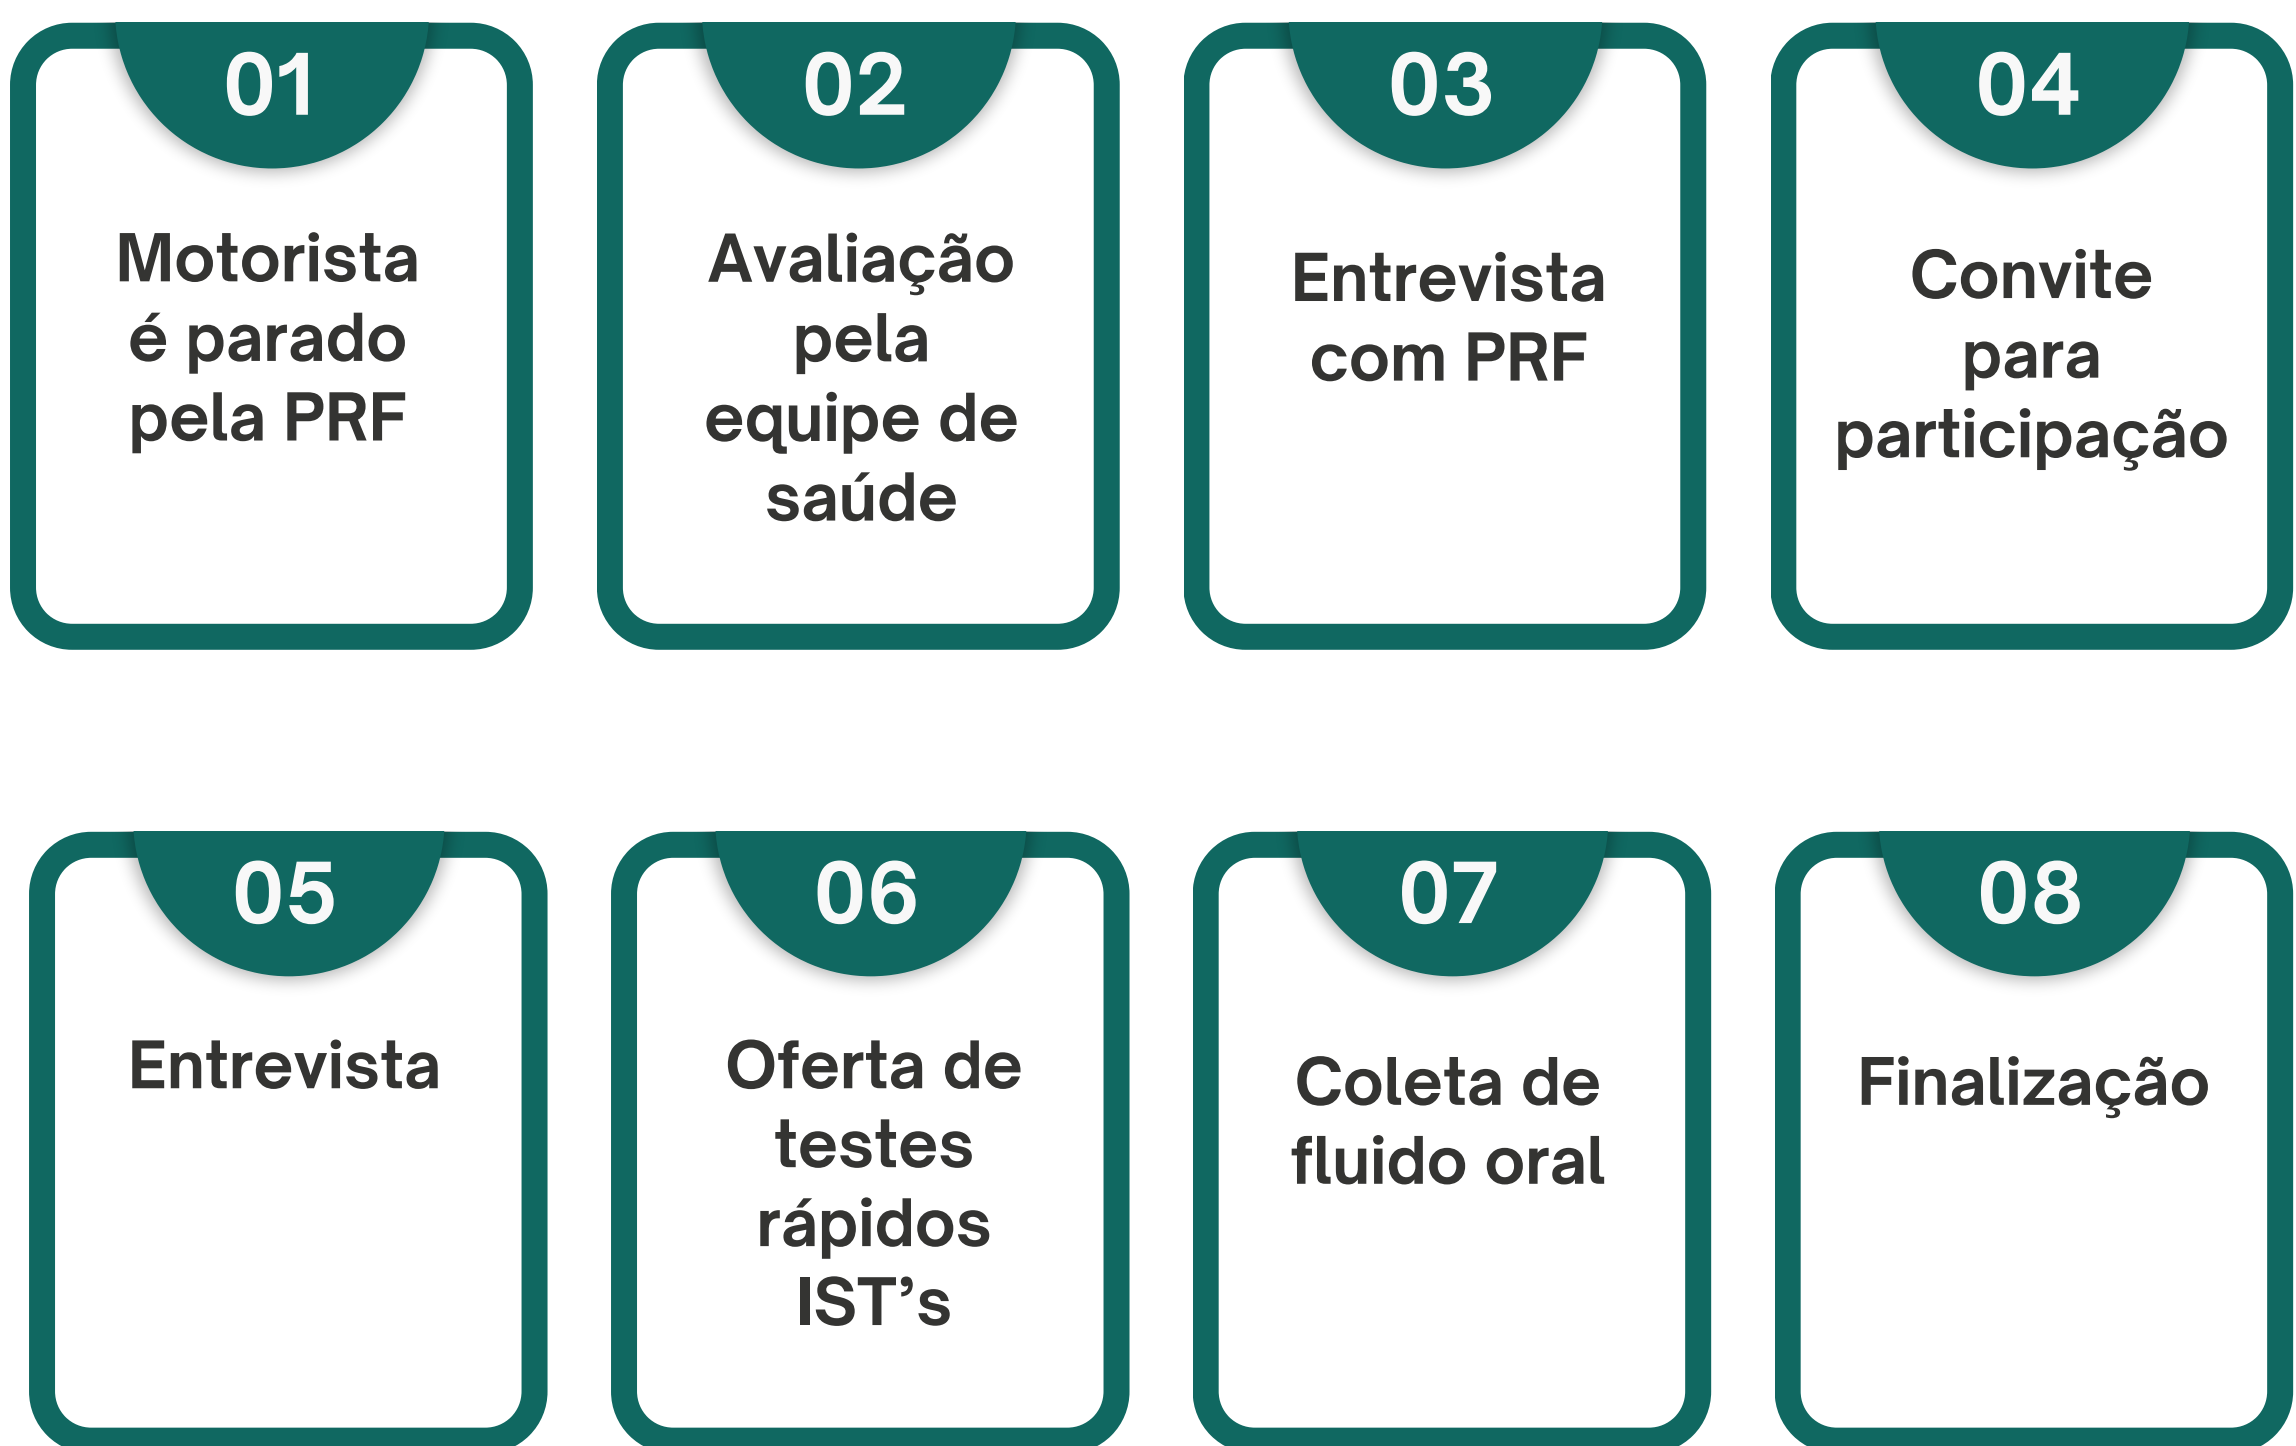 01
Motorista
é parado
pela PRF
02
Avaliação
pela
equipe de
saúde
03
Entrevista
com PRF
04
Convite
para
participação
05
Entrevista
06
Oferta de
testes
rápidos
IST’s
07
Coleta de
fluido oral
08
Finalização